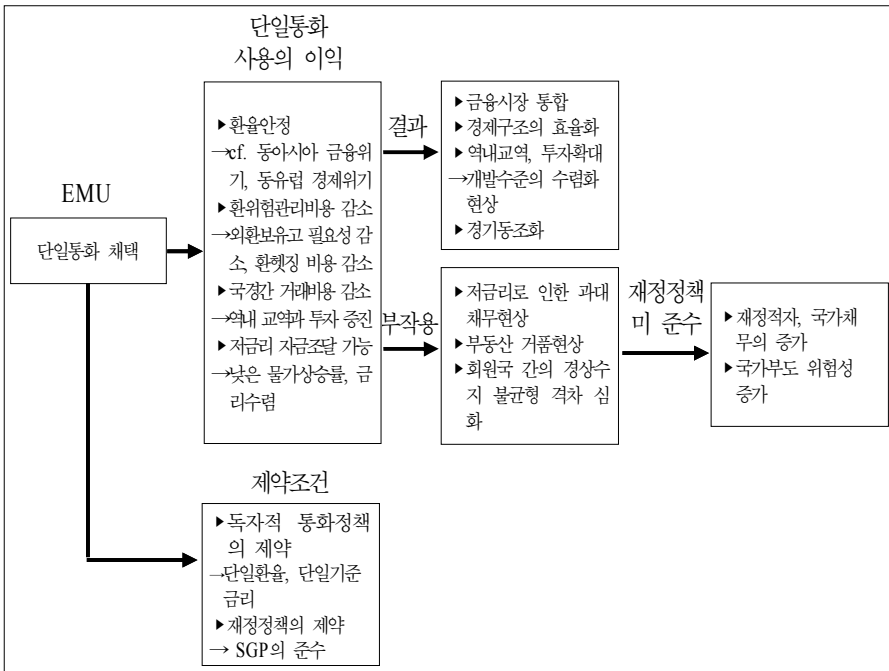 단일통화
사용의 이익
▶환율안정
→cf. 동아시아 금융위
기, 동유럽 경제위기
▶환위험관리비용 감소
→외환보유고 필요성 감
소, 환헷징 비용 감소
▶국경간 거래비용 감소
→역내 교역과 투자 증진
▶저금리 자금조달 가능
→낮은 물가상승률, 금
리수렴
결과
▶금융시장 통합
▶경제구조의 효율화
▶역내교역, 투자확대
→개발수준의 수렴화
현상
▶경기동조화
EMU
단일통화 채택
부작용
▶저금리로 인한 과대
채무현상
▶부동산 거품현상
▶회원국 간의 경상수
지 불균형 격차 심
화
재정정책
미 준수
▶재정적자, 국가채
무의 증가
▶국가부도 위험성
증가
제약조건
▶독자적 통화정책
의 제약
→단일환율, 단일기준
금리
▶재정정책의 제약
→ SGP의 준수